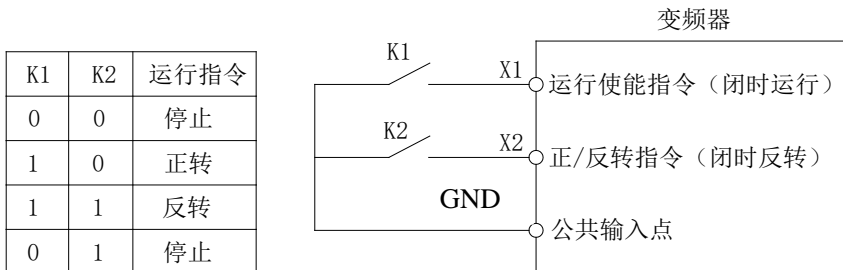 K1 K2 运行指令
0 0 停止
1 0 正转
1 1 反转
0 1 停止
变频器
K1
X1 运行使能指令（闭时运行）
K2
X2 正/反转指令（闭时反转）
GND
公共输入点